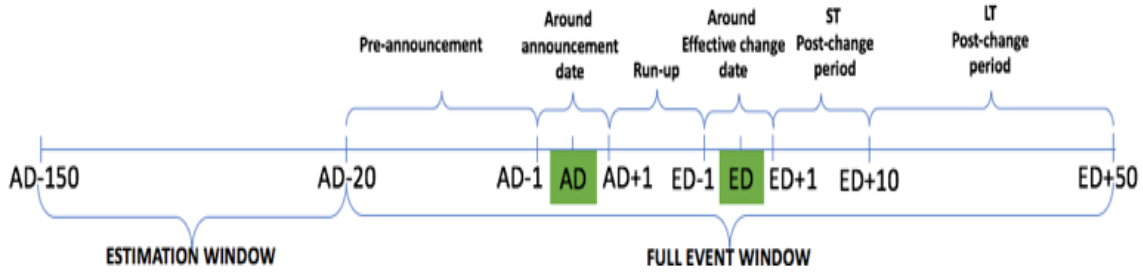 Pre-announcement
Around
announcement
date
Run-up
Around
Effective change
date
ST
Post-change
period
LT
Post-change
period
AD-150
AD-20
AD-1
AD
AD+1
ED-1
ED
ED+1
ED+10
ED+50
ESTIMATION WINDOW
FULL EVENT WINDOW